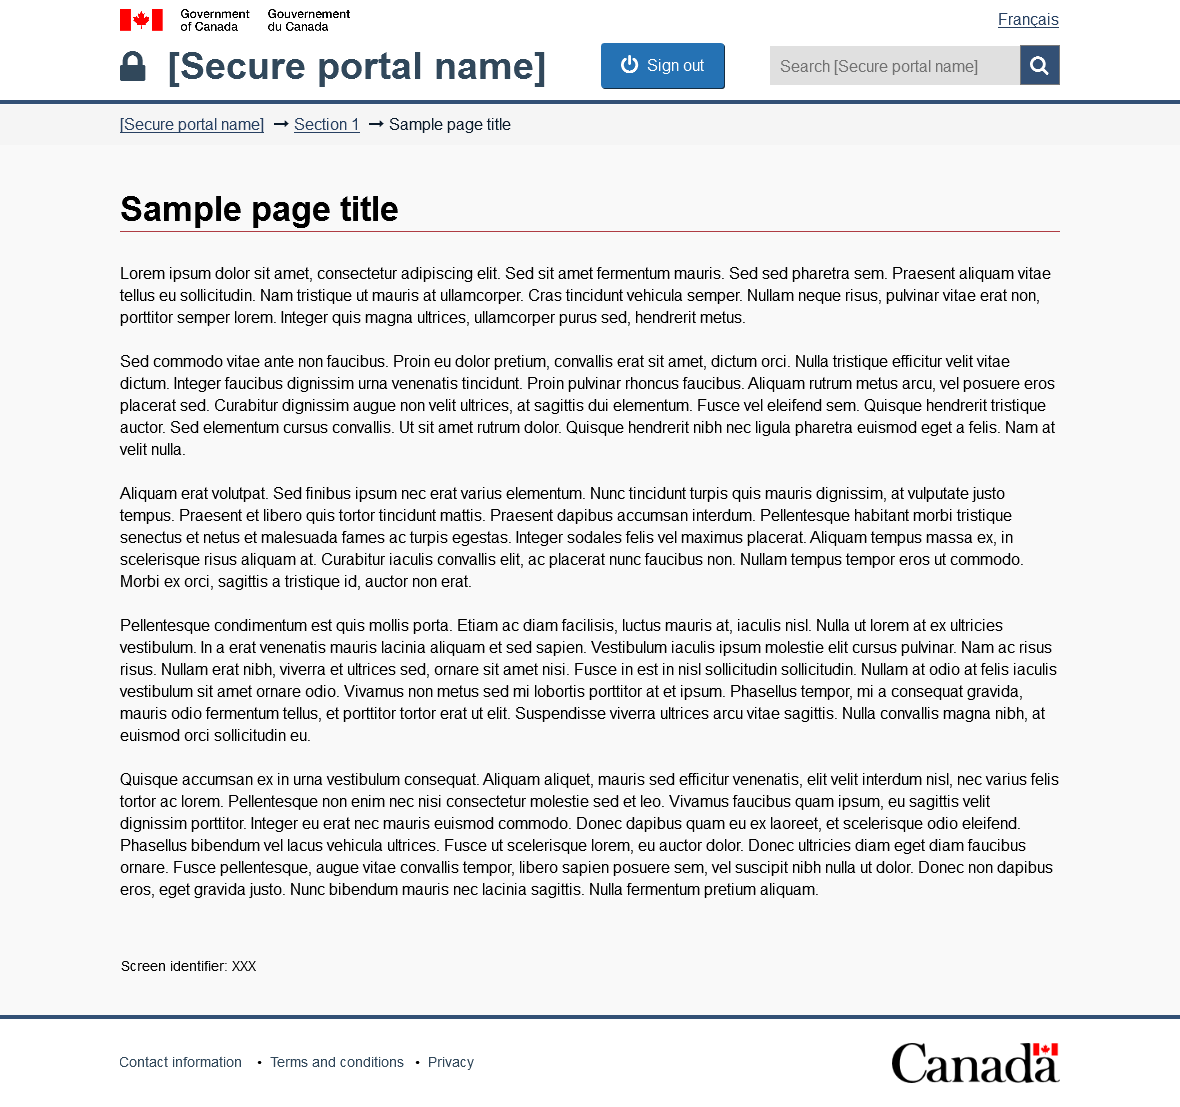 Government of Canada
Gouvernement du Canada
Français
[Secure portal name]
Sign out
Search [Secure portal name]
[Secure portal name] → Section 1 → Sample page title
Sample page title
Lorem ipsum dolor sit amet, consectetur adipiscing elit. Sed sit amet fermentum mauris. Sed sed pharetra sem. Praesent aliquam vitae
tellus eu sollicitudin. Nam tristique ut mauris at ullamcorper. Cras tincidunt vehicula semper. Nullam neque risus, pulvinar vitae erat non,
porttitor semper lorem. Integer quis magna ultrices, ullamcorper purus sed, hendrerit metus.
Sed commodo vitae ante non faucibus. Proin eu dolor pretium, convallis erat sit amet, dictum orci. Nulla tristique efficitur velit vitae
dictum. Integer faucibus dignissim urna venenatis tincidunt. Proin pulvinar rhoncus faucibus. Aliquam rutrum metus arcu, vel posuere eros
placerat sed. Curabitur dignissim augue non velit ultrices, at sagittis dui elementum. Fusce vel eleifend sem. Quisque hendrerit tristique
auctor. Sed elementum cursus convallis. Ut sit amet rutrum dolor. Quisque hendrerit nibh nec ligula pharetra euismod eget a felis. Nam at
velit nulla.
Aliquam erat volutpat. Sed finibus ipsum nec erat varius elementum. Nunc tincidunt turpis quis mauris dignissim, at vulputate justo
tempus. Praesent et libero quis tortor tincidunt mattis. Praesent dapibus accumsan interdum. Pellentesque habitant morbi tristique
senectus et netus et malesuada fames ac turpis egestas. Integer sodales felis vel maximus placerat. Aliquam tempus massa ex, in
scelerisque risus aliquam at. Curabitur iaculis convallis elit, ac placerat nunc faucibus non. Nullam tempus tempor eros ut commodo.
Morbi ex orci, sagittis a tristique id, auctor non erat.
Pellentesque condimentum est quis mollis porta. Etiam ac diam facilisis, luctus mauris at, iaculis nisl. Nulla ut lorem at ex ultricies
vestibulum. In a erat venenatis mauris lacinia aliquam et sed sapien. Vestibulum iaculis ipsum molestie elit cursus pulvinar. Nam ac risus
risus. Nullam erat nibh, viverra et ultrices sed, ornare sit amet nisi. Fusce in est in nisl sollicitudin sollicitudin. Nullam at odio at felis iaculis
vestibulum sit amet ornare odio. Vivamus non metus sed mi lobortis porttitor at et ipsum. Phasellus tempor, mi a consequat gravida,
mauris odio fermentum tellus, et porttitor tortor erat ut elit. Suspendisse viverra ultrices arcu vitae sagittis. Nulla convallis magna nibh, at
euismod orci sollicitudin eu.
Quisque accumsan ex in urna vestibulum consequat. Aliquam aliquet, mauris sed efficitur venenatis, elit velit interdum nisl, nec varius felis
tortor ac lorem. Pellentesque non enim nec nisi consectetur molestie sed et leo. Vivamus faucibus quam ipsum, eu sagittis velit
dignissim porttitor. Integer eu erat nec mauris euismod commodo. Donec dapibus quam eu ex laoreet, et scelerisque odio eleifend.
Phasellus bibendum vel lacus vehicula ultrices. Fusce ut scelerisque lorem, eu auctor dolor. Donec ultricies diam eget diam faucibus
ornare. Fusce pellentesque, augue vitae convallis tempor, libero sapien posuere sem, vel suscipit nibh nulla ut dolor. Donec non dapibus
eros, eget gravida justo. Nunc bibendum mauris nec lacinia sagittis. Nulla fermentum pretium aliquam.
Screen identifier: XXX
Contact information • Terms and conditions • Privacy
Canada